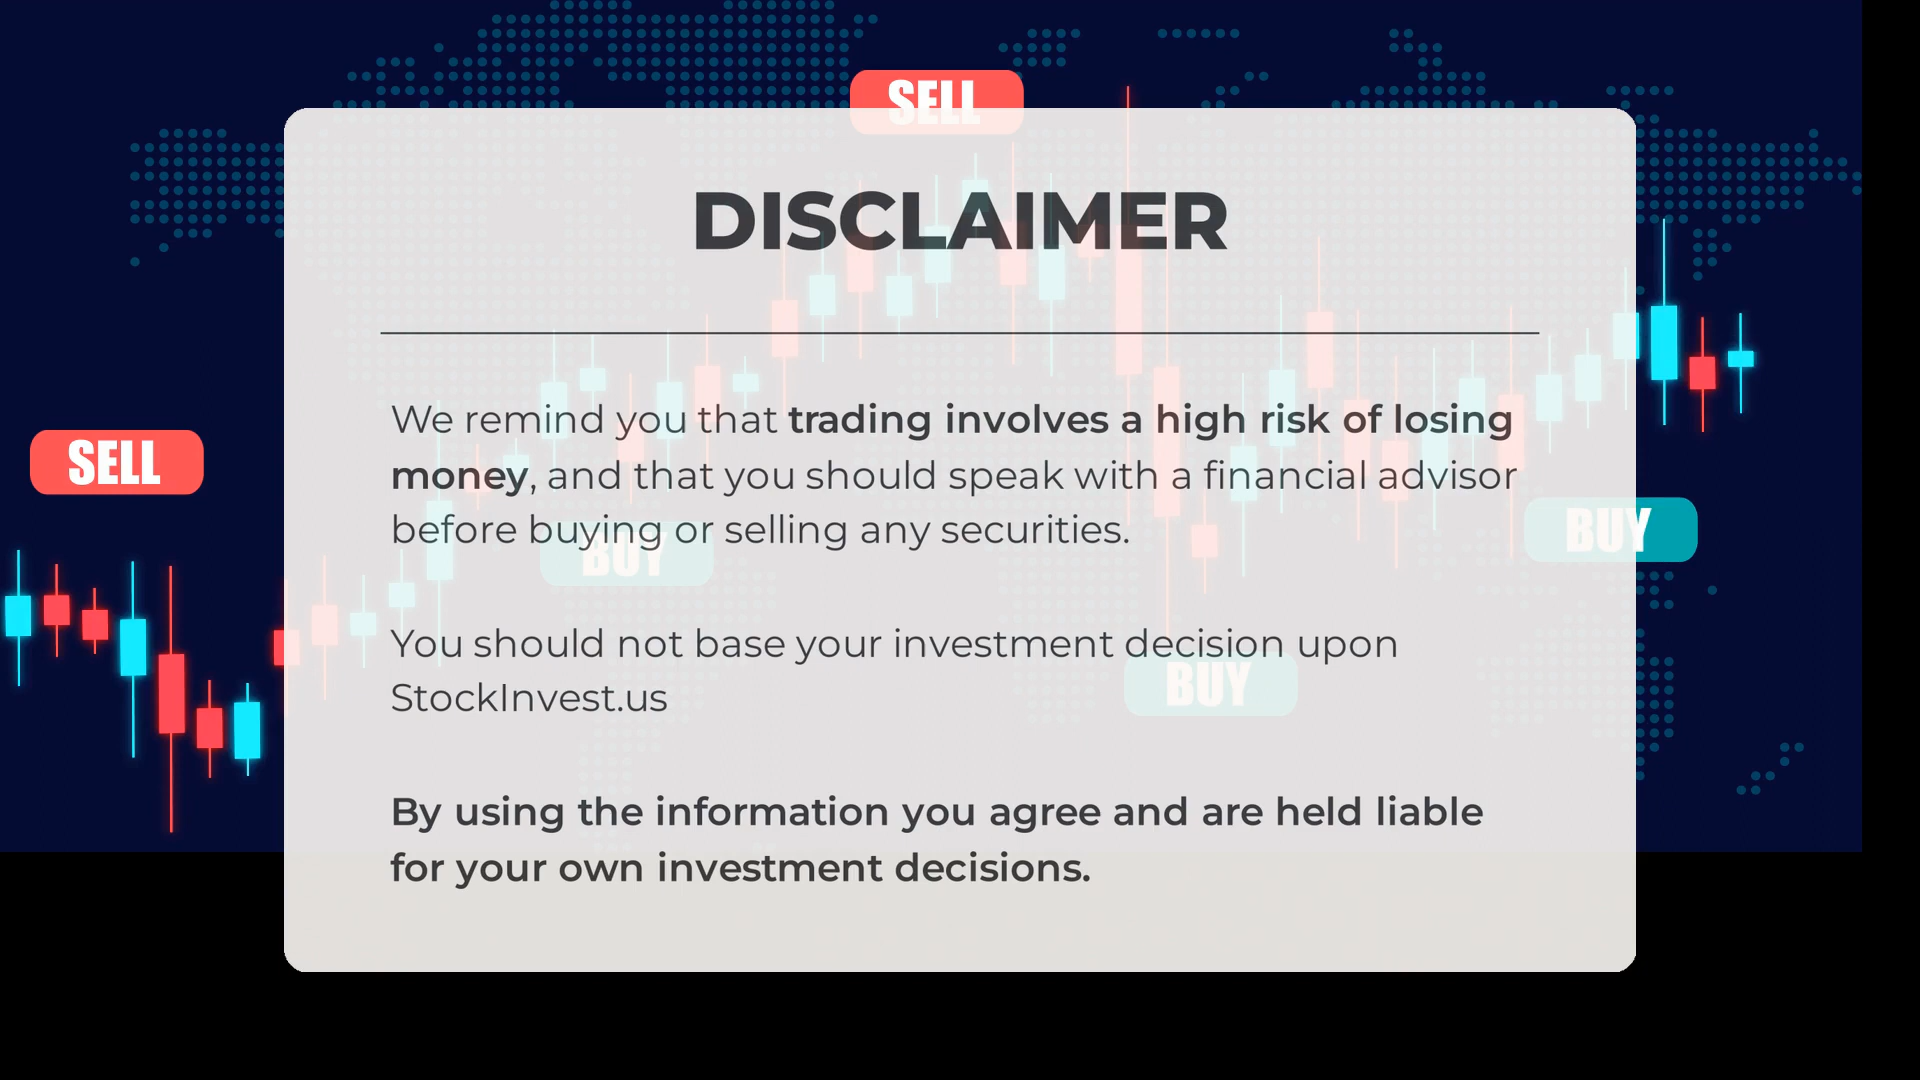 SELL
DISCLAIMER
We remind you that trading involves a high risk of losing
money, and that you should speak with a financial advisor
SELL
before buying or selling any securities.
BUY
BUY
You should not base your investment decision upon
StockInvest.us
BUY
By using the information you agree and are held liable
for your own investment decisions.